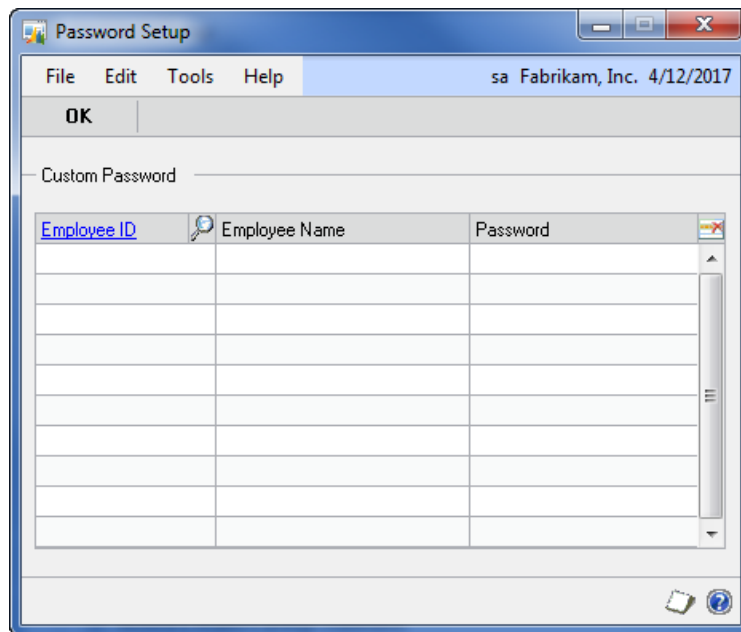 Password Setup
File Edit Tools Help sa Fabrikam, Inc. 4/12/2017
OK
Custom Password
Employee ID Employee Name Password